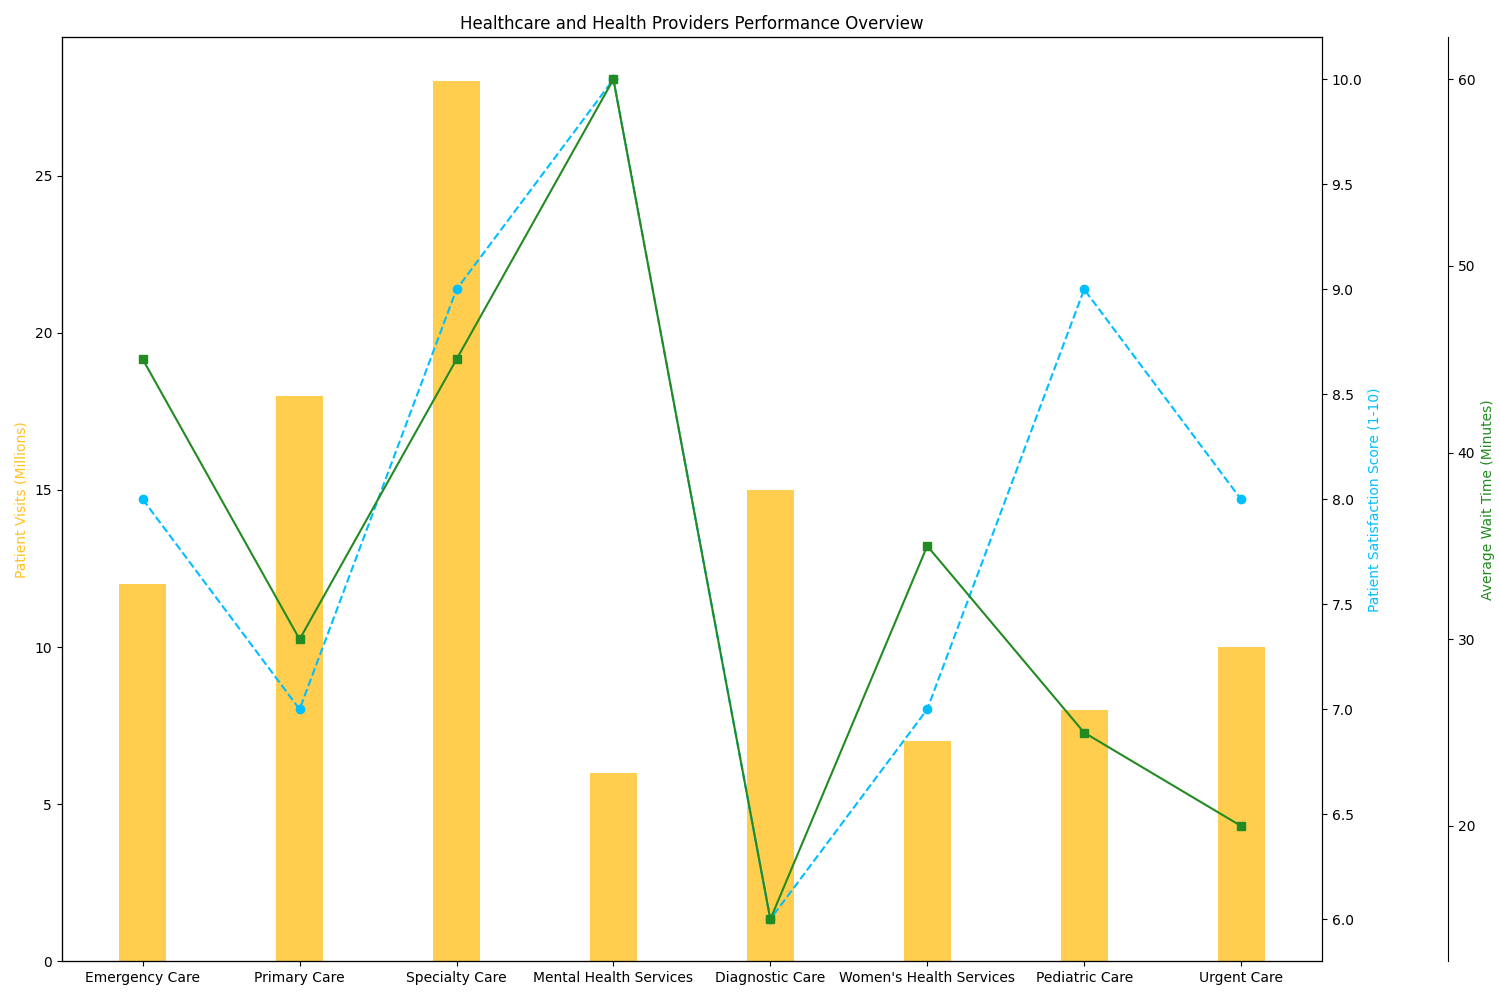 Healthcare and Health Providers Performance Overview
Patient Visits (Millions)
25
20
15
10
5
0
10.0
9.5
9.0
8.5
8.0
7.5
7.0
6.5
6.0
Patient Satisfaction Score (1-10)
60
50
40
30
20
Average Wait Time (Minutes)
Emergency Care
Primary Care
Specialty Care
Mental Health Services
Diagnostic Care
Women's Health Services
Pediatric Care
Urgent Care